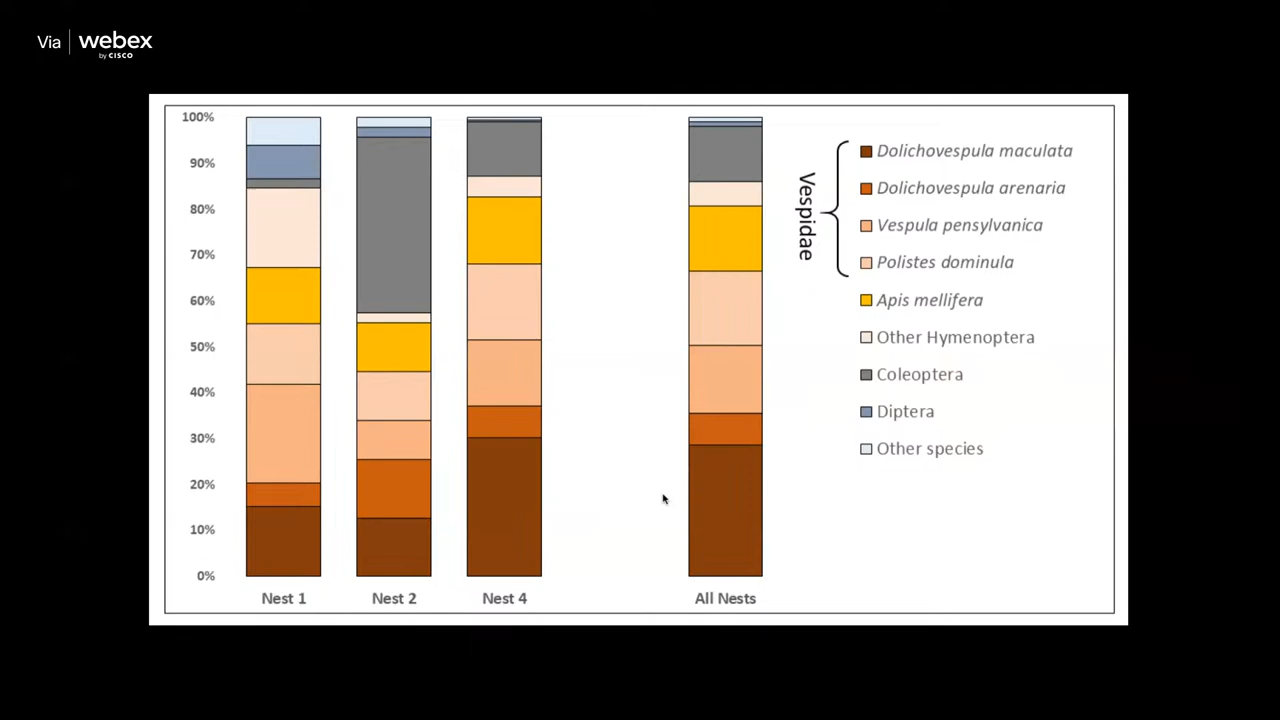 Via webex
by CISCO
100%
90%
80%
70%
60%
50%
40%
30%
20%
10%
0%
Nest 1
Nest 2
Nest 4
All Nests
Vespidae
Dolichovespula maculata
Dolichovespula arenaria
Vespula pensylvanica
Polistes dominula
Apis mellifera
Other Hymenoptera
Coleoptera
Diptera
Other species